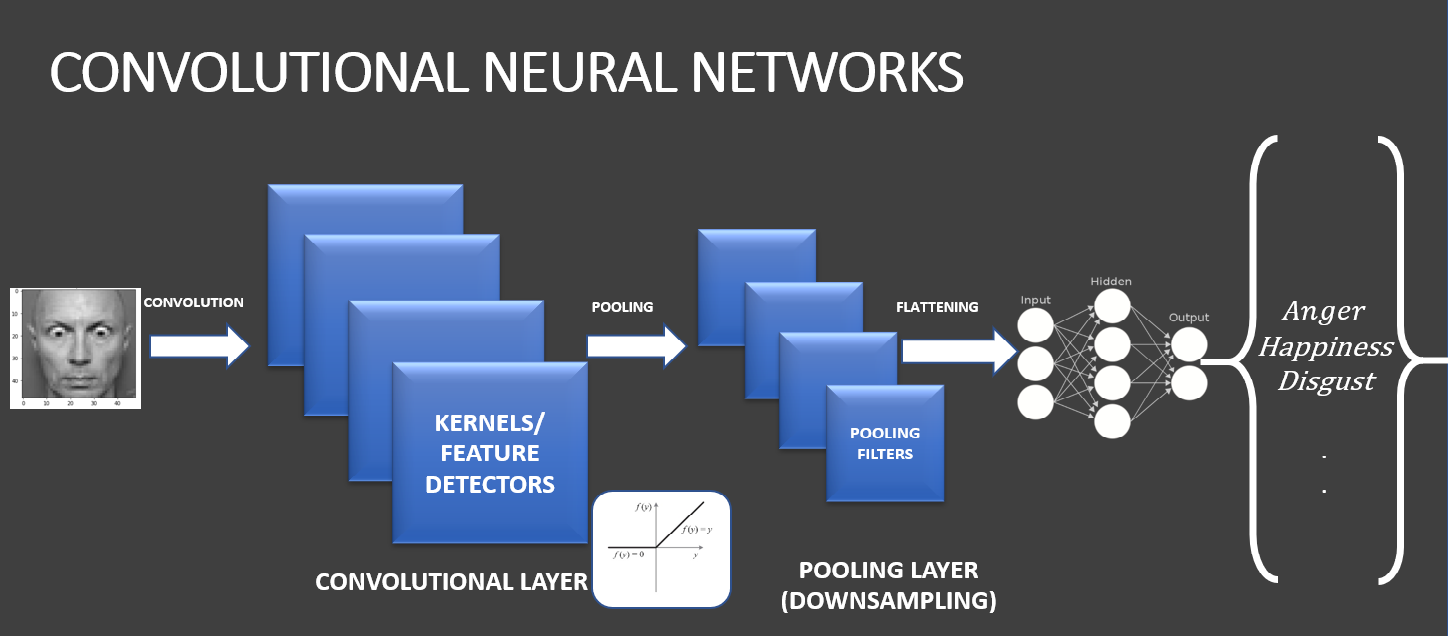 CONVOLUTIONAL NEURAL NETWORKS
0
10
20
30
40
0 10 20 30 40
CONVOLUTION
KERNELS/
FEATURE
DETECTORS
CONVOLUTIONAL LAYER
f(y)
f(y) = y
f(y) = 0
y
POOLING
POOLING
FILTERS
POOLING LAYER
(DOWNSAMPLING)
FLATTENING
Input
Hidden
Output
Anger
Happiness
Disgust
.
.